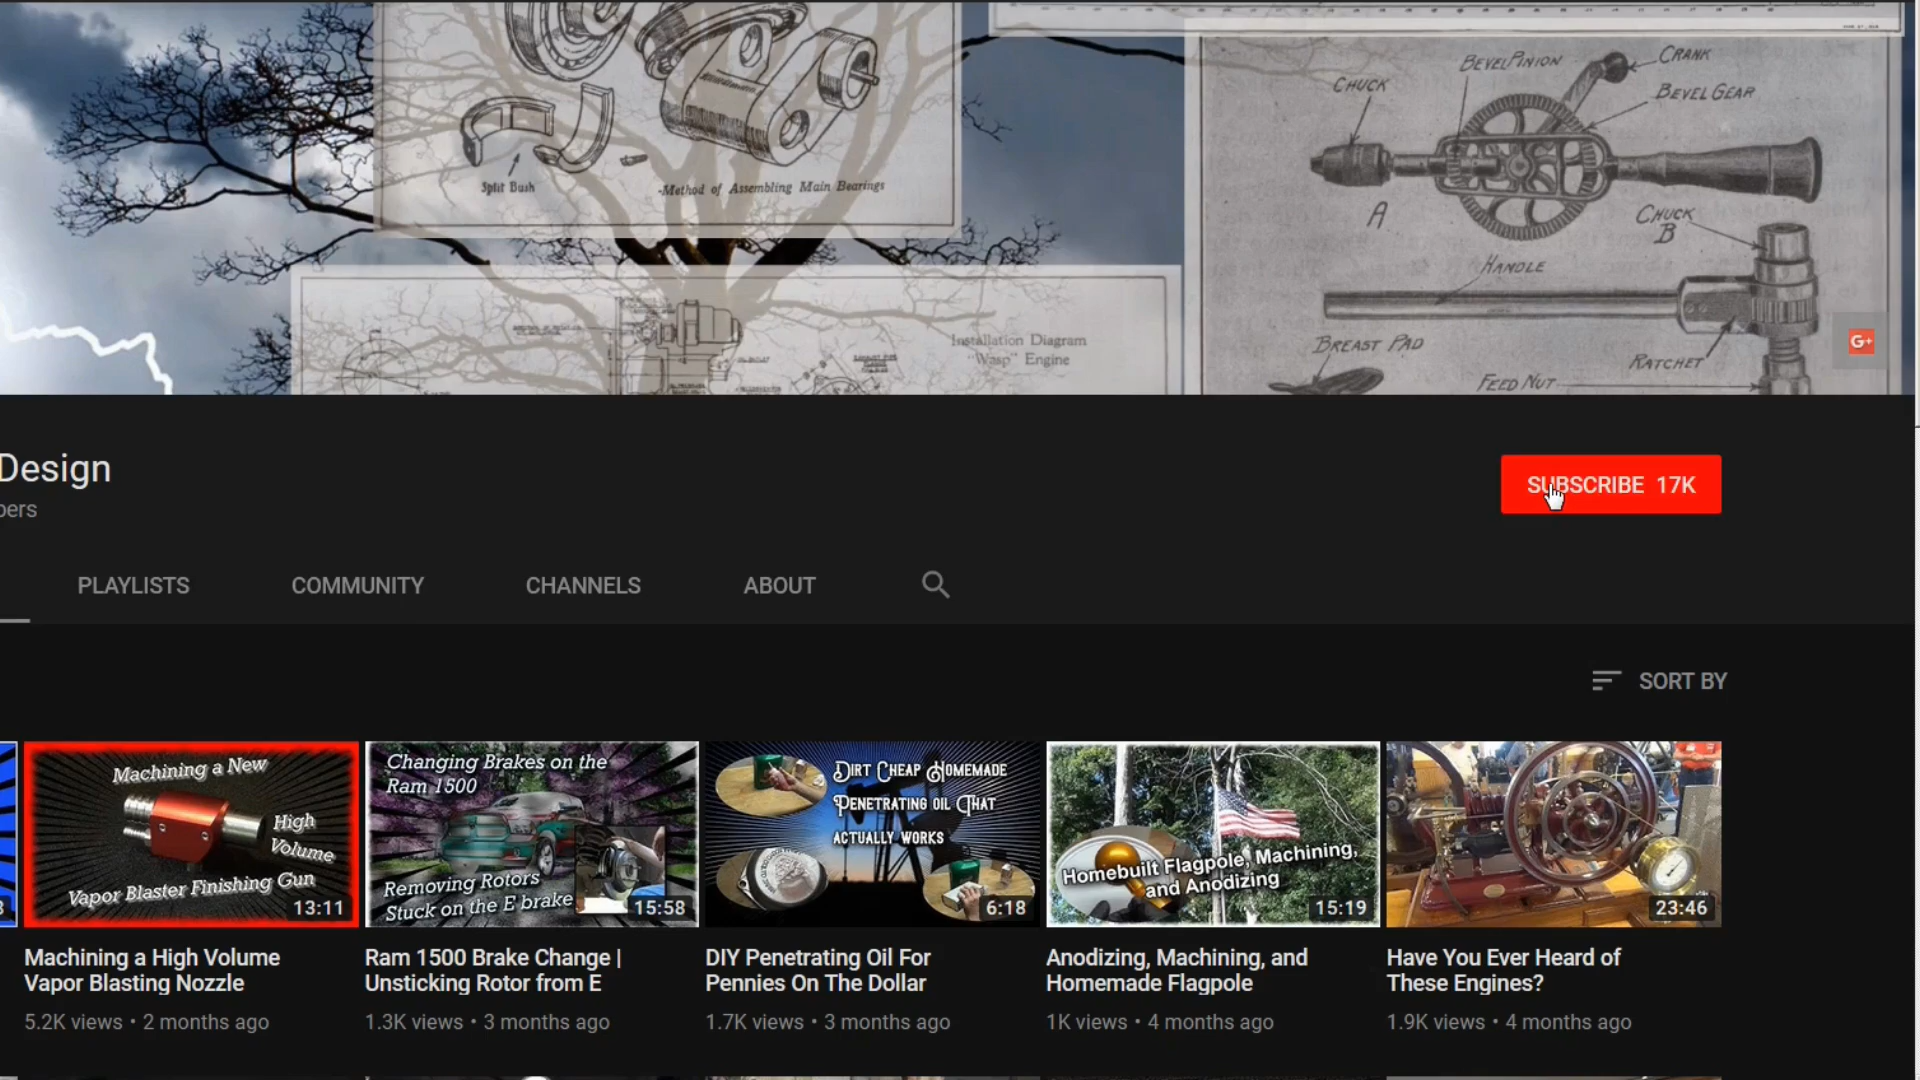 BEVEL PINION
CRANK
CHUCK
BEVEL GEAR
Split Bush
-Method of Assembling Main Bearings
A
CHUCK
B
HANDLE
Installation Diagram
"Wasp" Engine
BREAST PAD
RATCHET
FEED NUT
G+
Design
bers
SUBSCRIBE 17K
PLAYLISTS
COMMUNITY
CHANNELS
ABOUT
SORT BY
Machining a New
High
Volume
Vapor Blaster Finishing Gun
13:11
Changing Brakes on the
Ram 1500
Removing Rotors
Stuck on the E brake
15:58
DIRT CHEAP HOMEMADE
PENETRATING OIL THAT
ACTUALLY WORKS
6:18
Homebuilt Flagpole, Machining,
and Anodizing
15:19
23:46
Machining a High Volume
Vapor Blasting Nozzle
5.2K views • 2 months ago
Ram 1500 Brake Change |
Unsticking Rotor from E
1.3K views • 3 months ago
DIY Penetrating Oil For
Pennies On The Dollar
1.7K views • 3 months ago
Anodizing, Machining, and
Homemade Flagpole
1K views • 4 months ago
Have You Ever Heard of
These Engines?
1.9K views • 4 months ago